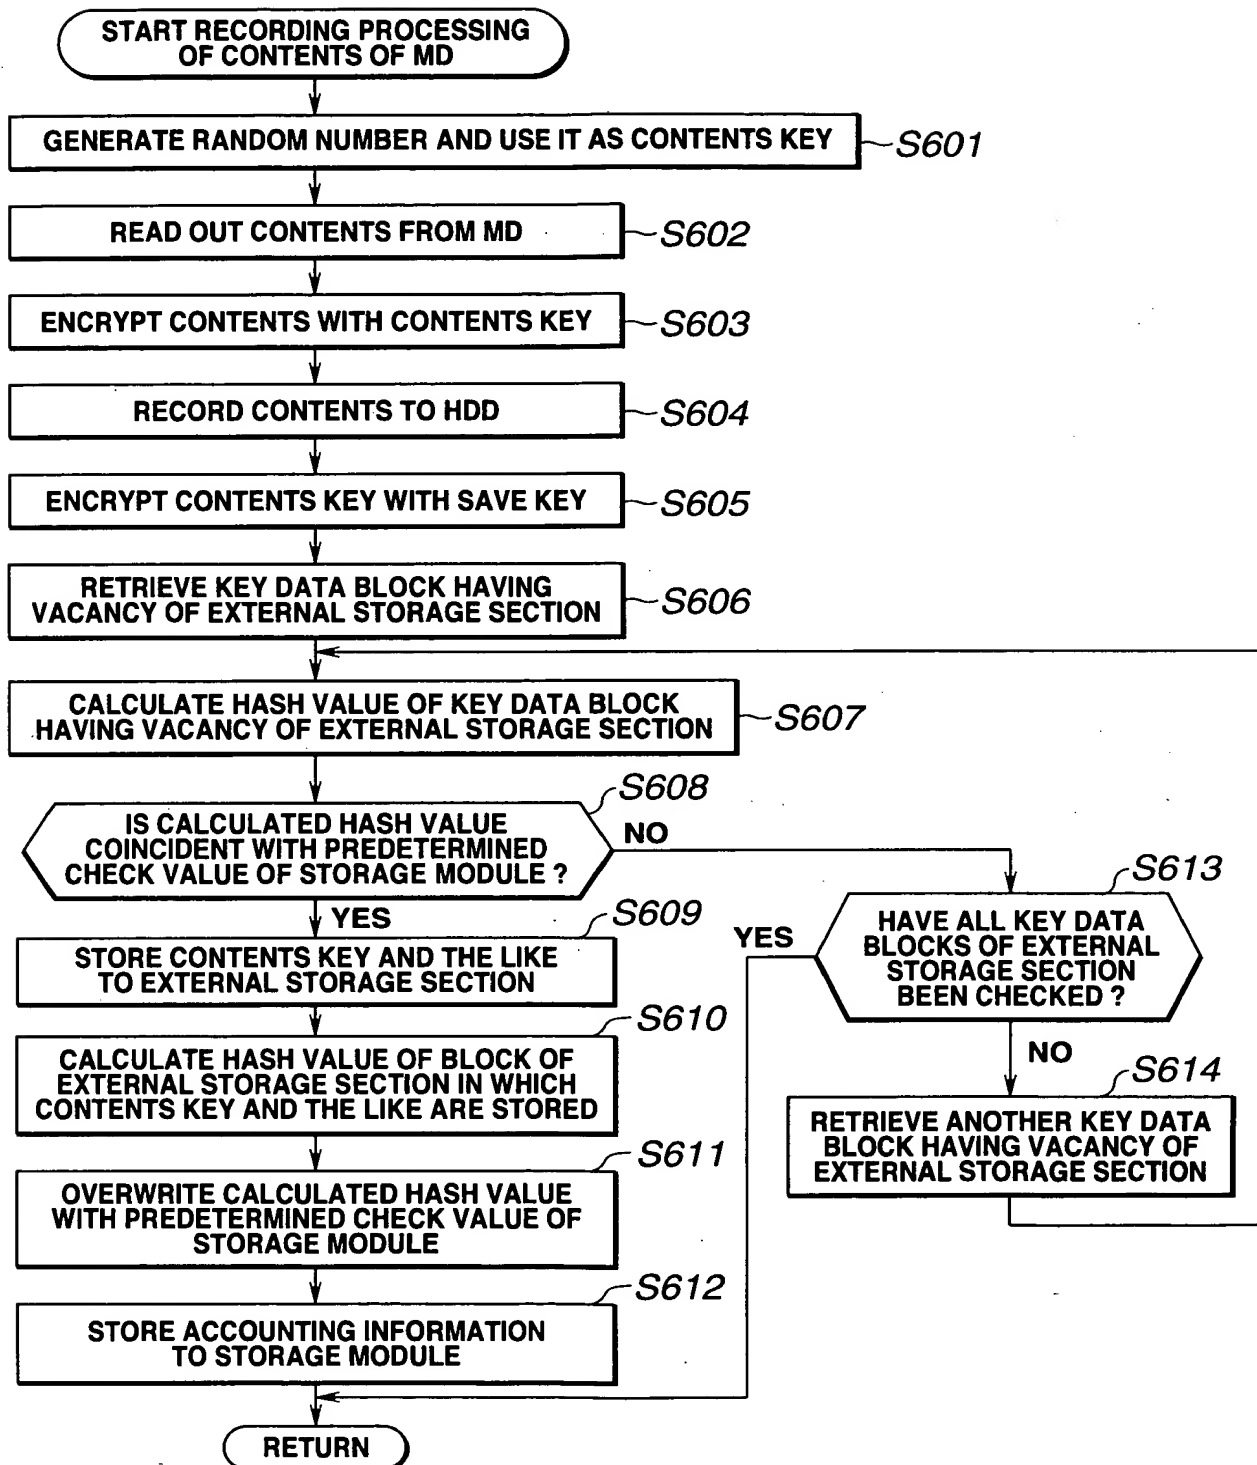 START RECORDING PROCESSING
OF CONTENTS OF MD
GENERATE RANDOM NUMBER AND USE IT AS CONTENTS KEY
S601
READ OUT CONTENTS FROM MD
S602
ENCRYPT CONTENTS WITH CONTENTS KEY
S603
RECORD CONTENTS TO HDD
S604
ENCRYPT CONTENTS KEY WITH SAVE KEY
S605
RETRIEVE KEY DATA BLOCK HAVING
VACANCY OF EXTERNAL STORAGE SECTION
S606
CALCULATE HASH VALUE OF KEY DATA BLOCK
HAVING VACANCY OF EXTERNAL STORAGE SECTION
S607
S608
IS CALCULATED HASH VALUE
COINCIDENT WITH PREDETERMINED
CHECK VALUE OF STORAGE MODULE ?
NO
YES
S609
STORE CONTENTS KEY AND THE LIKE
TO EXTERNAL STORAGE SECTION
S610
CALCULATE HASH VALUE OF BLOCK OF
EXTERNAL STORAGE SECTION IN WHICH
CONTENTS KEY AND THE LIKE ARE STORED
S611
OVERWRITE CALCULATED HASH VALUE
WITH PREDETERMINED CHECK VALUE OF
STORAGE MODULE
S612
STORE ACCOUNTING INFORMATION
TO STORAGE MODULE
RETURN
S613
HAVE ALL KEY DATA
BLOCKS OF EXTERNAL
STORAGE SECTION
BEEN CHECKED ?
YES
NO
S614
RETRIEVE ANOTHER KEY DATA
BLOCK HAVING VACANCY OF
EXTERNAL STORAGE SECTION